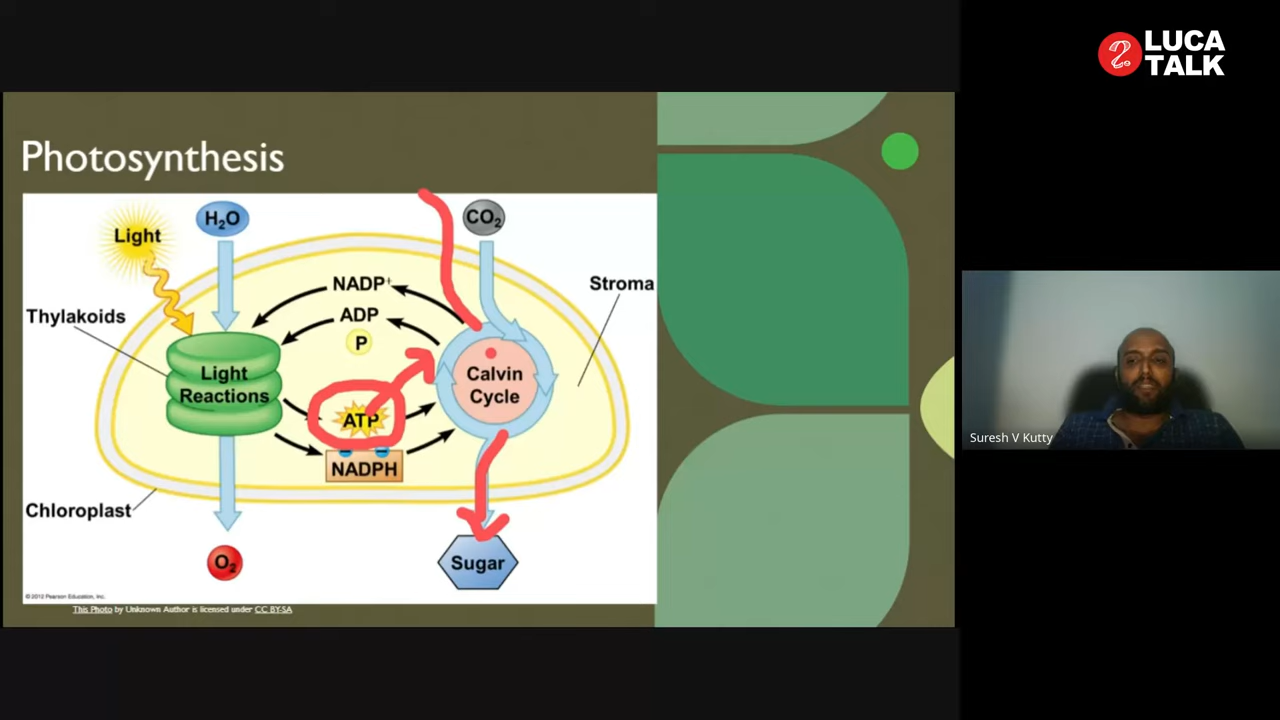 LUCA
TALK
Photosynthesis
H₂O
CO₂
Light
NADP⁺
Stroma
Thylakoids
ADP
P
Light
Reactions
Calvin
Cycle
ATP
NADPH
Chloroplast
O₂
Sugar
© 2012 Pearson Education, Inc.
This Photo by Unknown Author is licensed under CC BY-SA
Suresh V Kutty